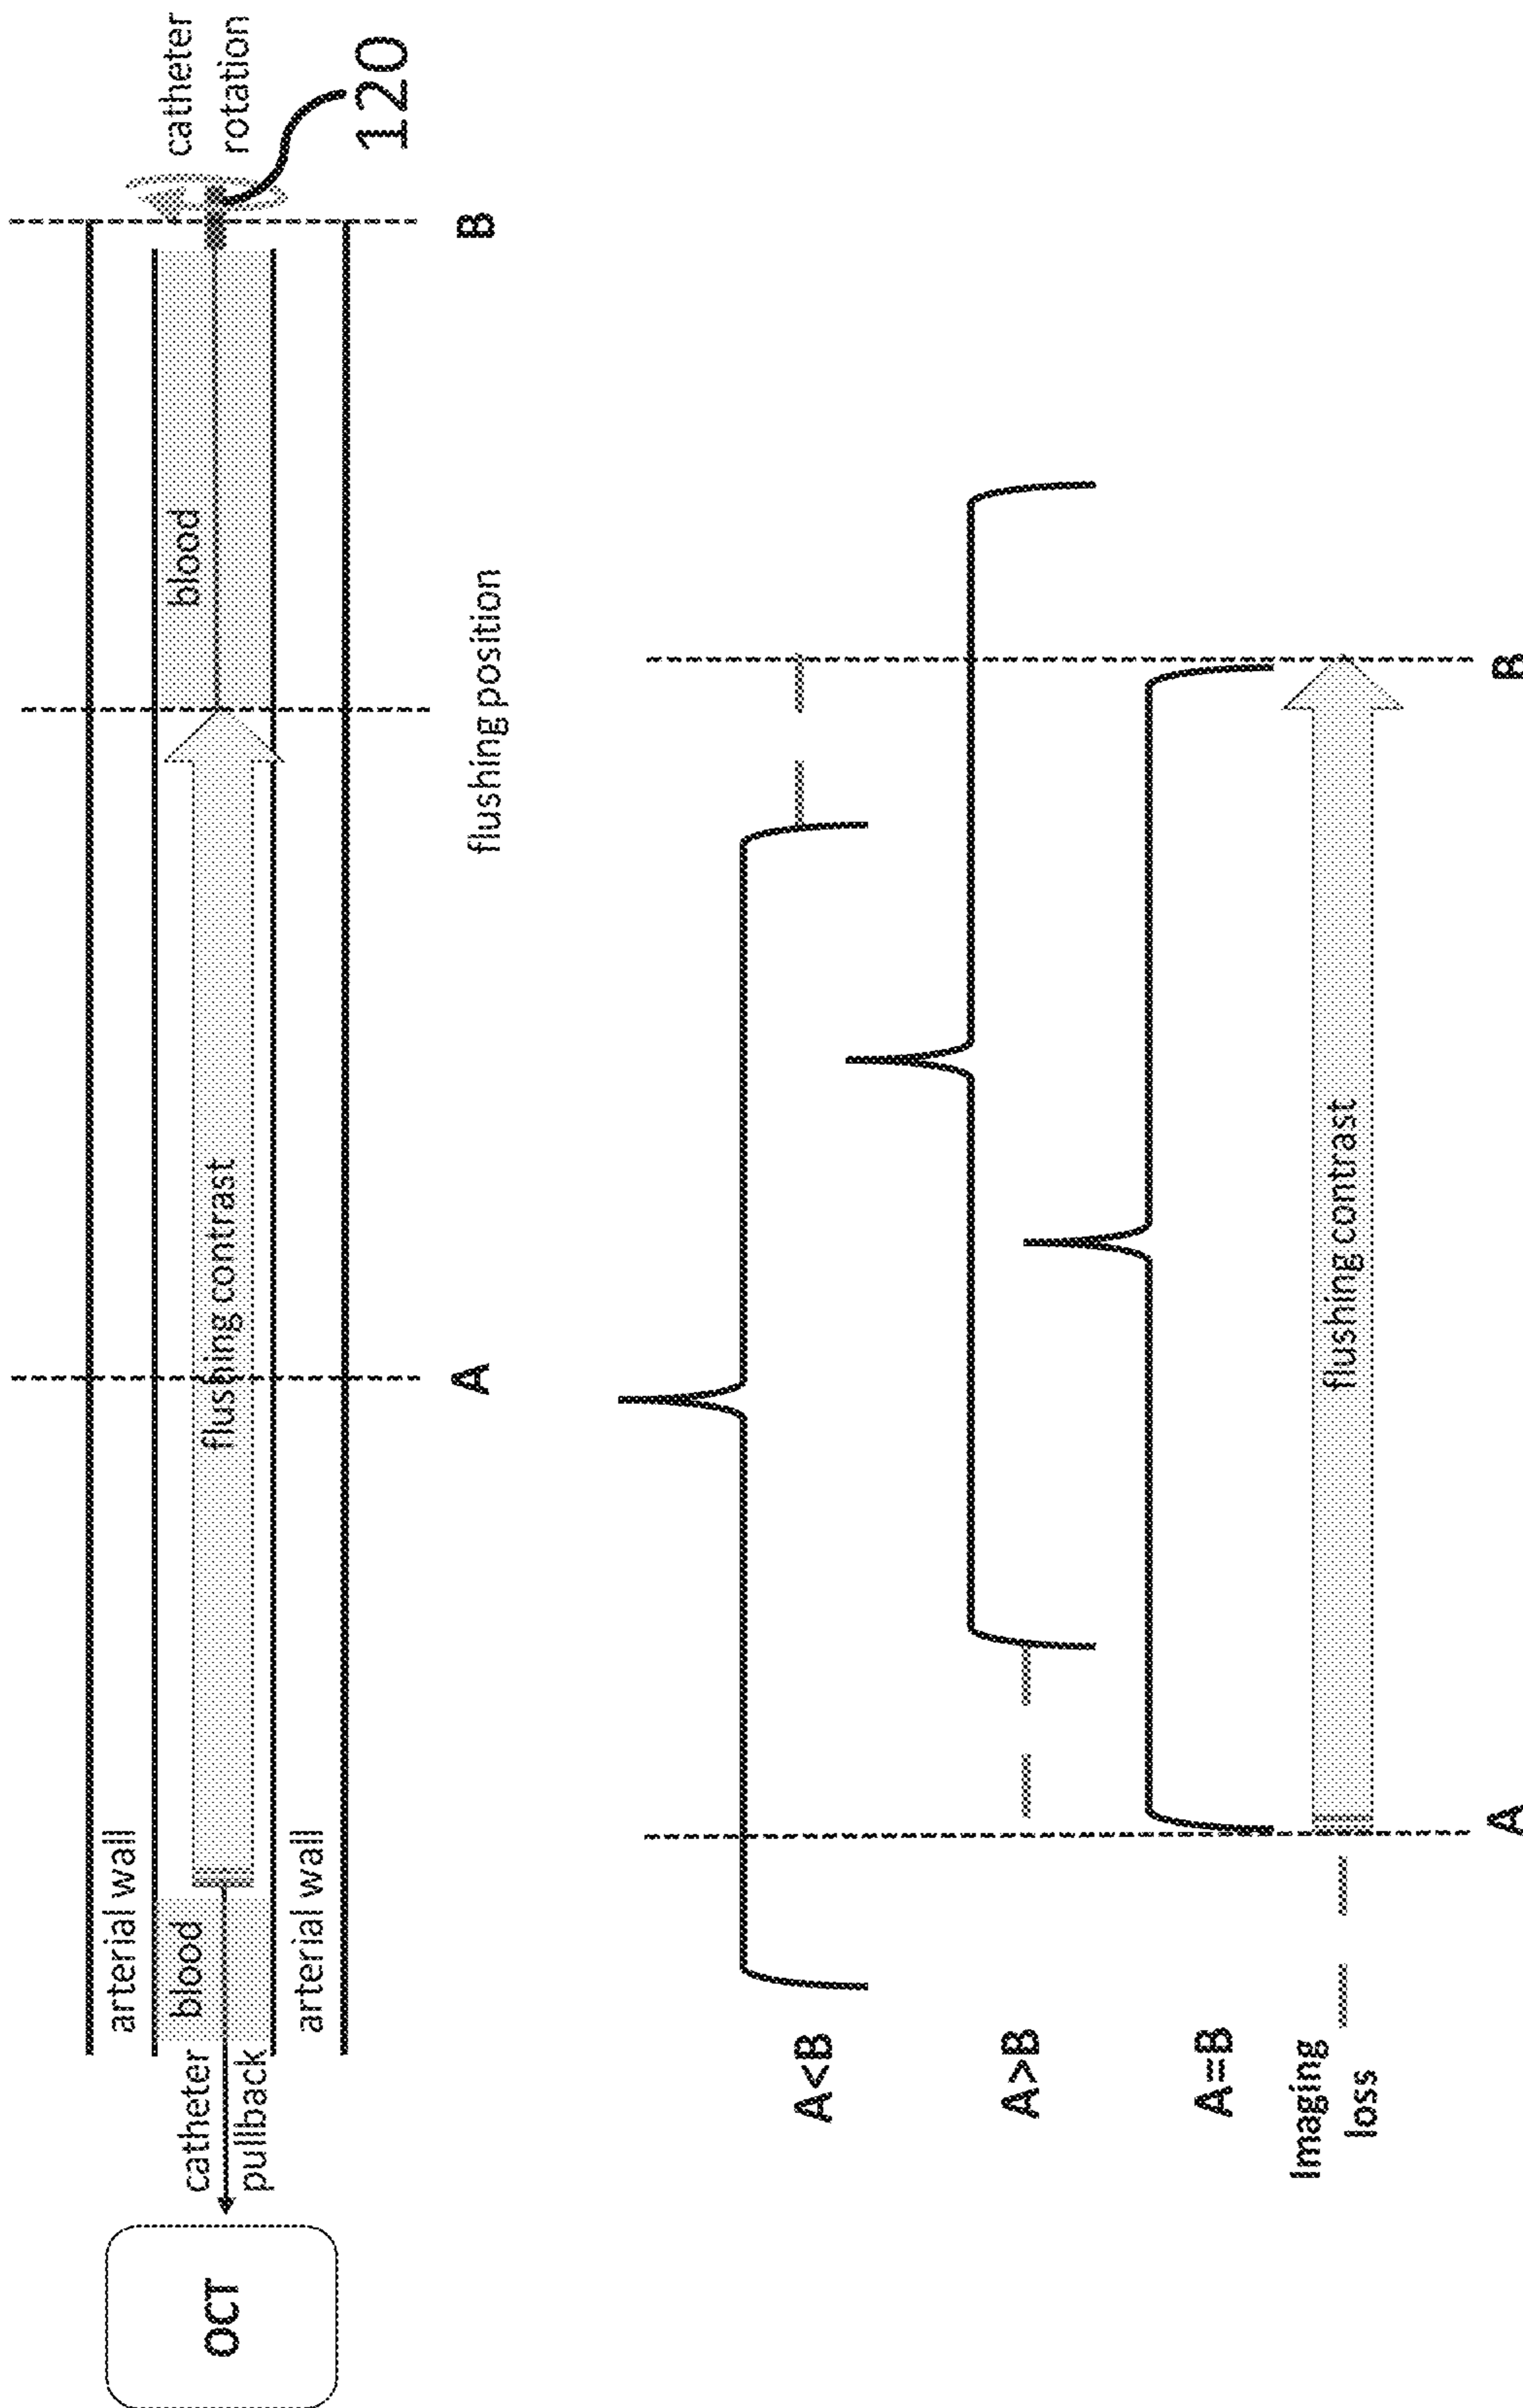 OCT
catheter
pullback
arterial wall
blood
arterial wall
flushing contrast
blood
catheter
rotation
120
A
flushing position
B
A<B
A>B
A=B
Imaging
loss
flushing contrast
A
B